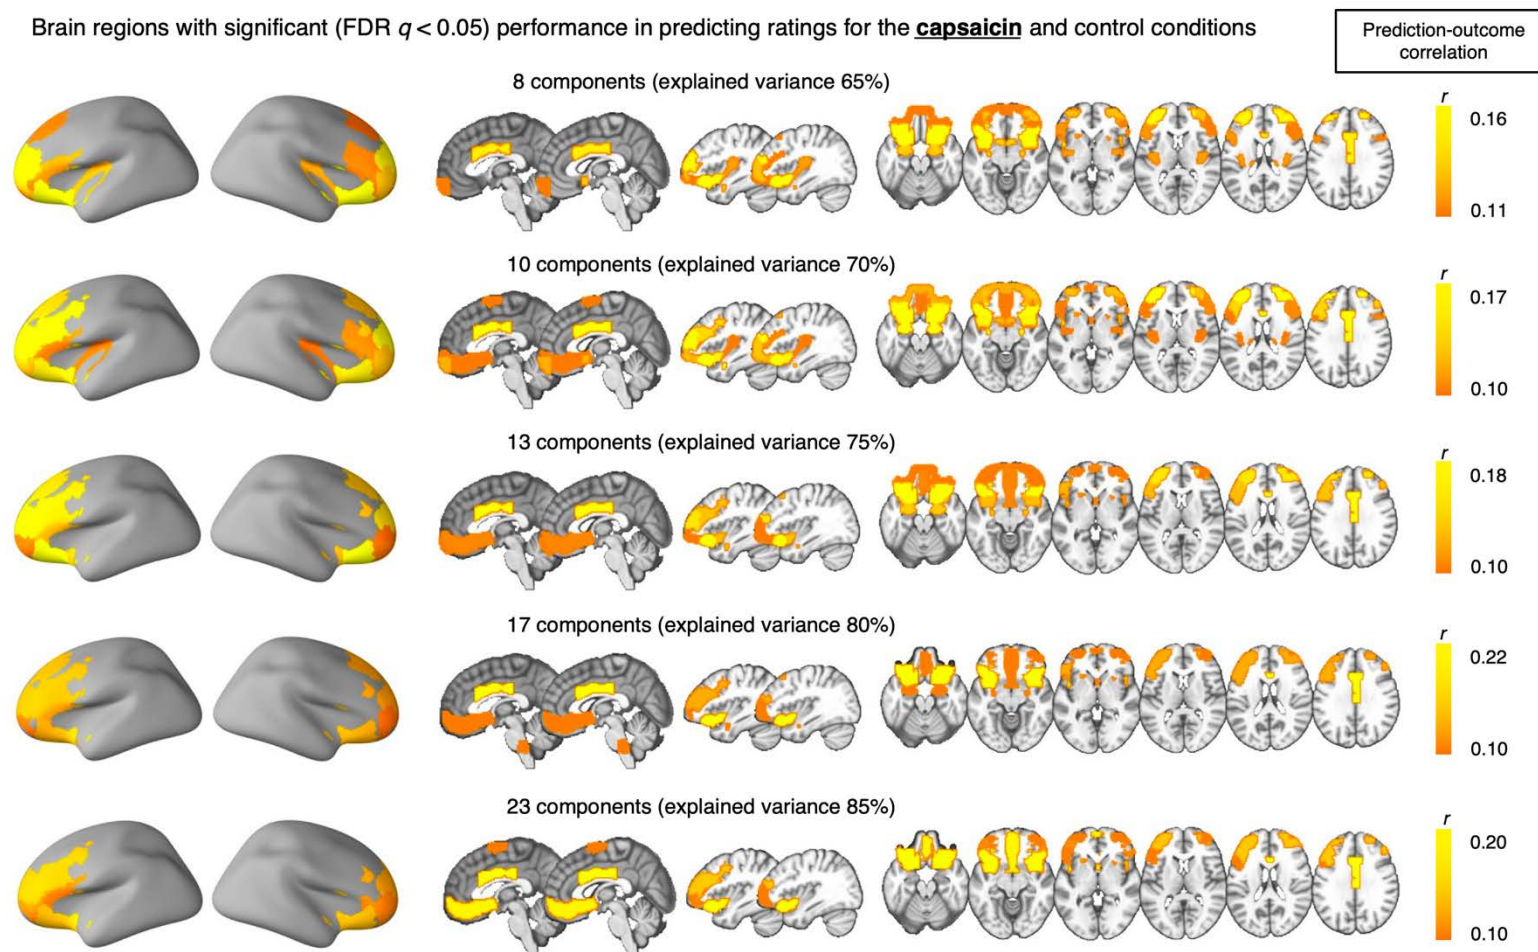 Brain regions with significant (FDR q < 0.05) performance in predicting ratings for the capsaicin and control conditions
Prediction-outcome
correlation
8 components (explained variance 65%)
r
0.16
0.11
10 components (explained variance 70%)
r
0.17
0.10
13 components (explained variance 75%)
r
0.18
0.10
17 components (explained variance 80%)
r
0.22
0.10
23 components (explained variance 85%)
r
0.20
0.10